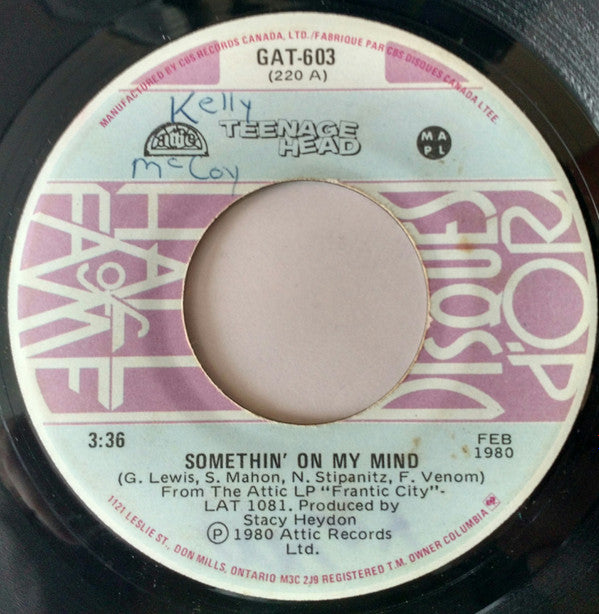 MANUFACTURED BY CBS RECORDS CANADA, LTD./FABRIQUE PAR CBS DISQUES CANADA LTEE.
GAT-603
(220 A)
Kelly
attic
TEENAGE
HEAD
MA
PL
McCoy
HALL
OF
FAME
DISQUES
D'OR
3:36
SOMETHIN' ON MY MIND
FEB
1980
(G. Lewis, S. Mahon, N. Stipanitz, F. Venom)
From The Attic LP "Frantic City"-
LAT 1081. Produced by
Stacy Heydon
Ⓟ 1980 Attic Records
Ltd.
1121 LESLIE ST., DON MILLS, ONTARIO M3C 2J9 REGISTERED T.M. OWNER COLUMBIA